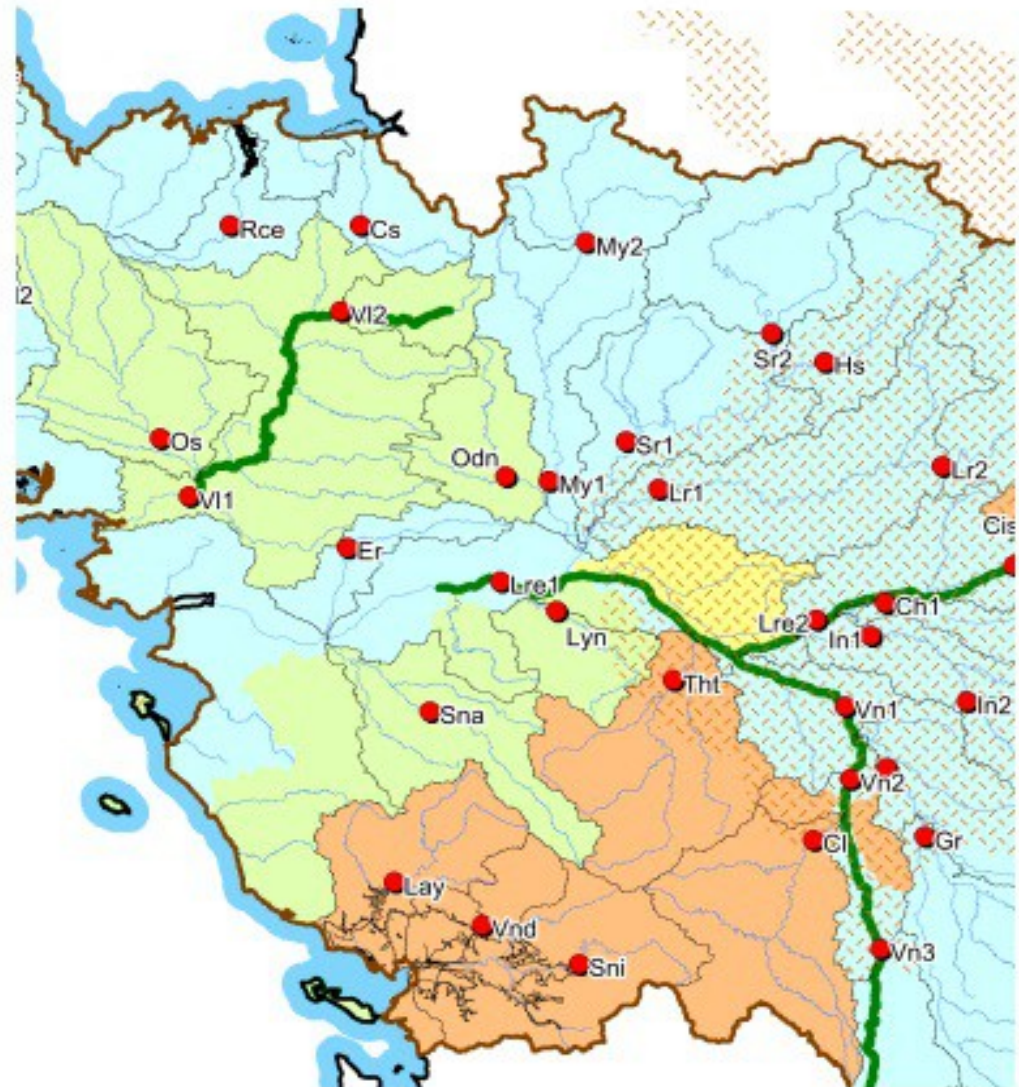 Rce
Cs
My2
l2
Vl2
Sr2
Hs
Os
Sr1
Odn
My1
Lr1
Lr2
Vl1
Cis
Er
Lre1
Ch1
Lyn
Lre2
In1
Tht
Sna
Vn1
In2
Vn2
Cl
Gr
Lay
Vnd
Sni
Vn3